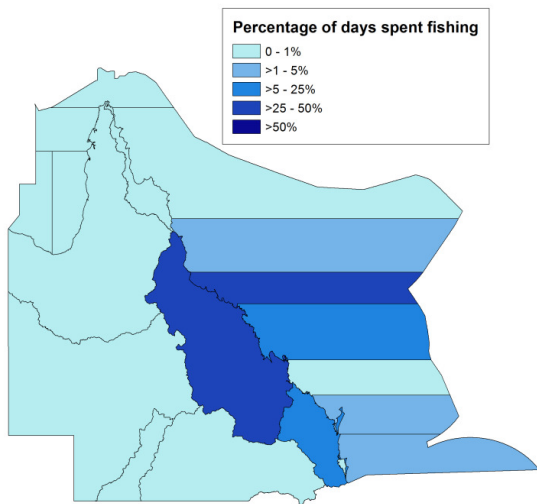 Percentage of days spent fishing
0 - 1%
>1 - 5%
>5 - 25%
>25 - 50%
>50%